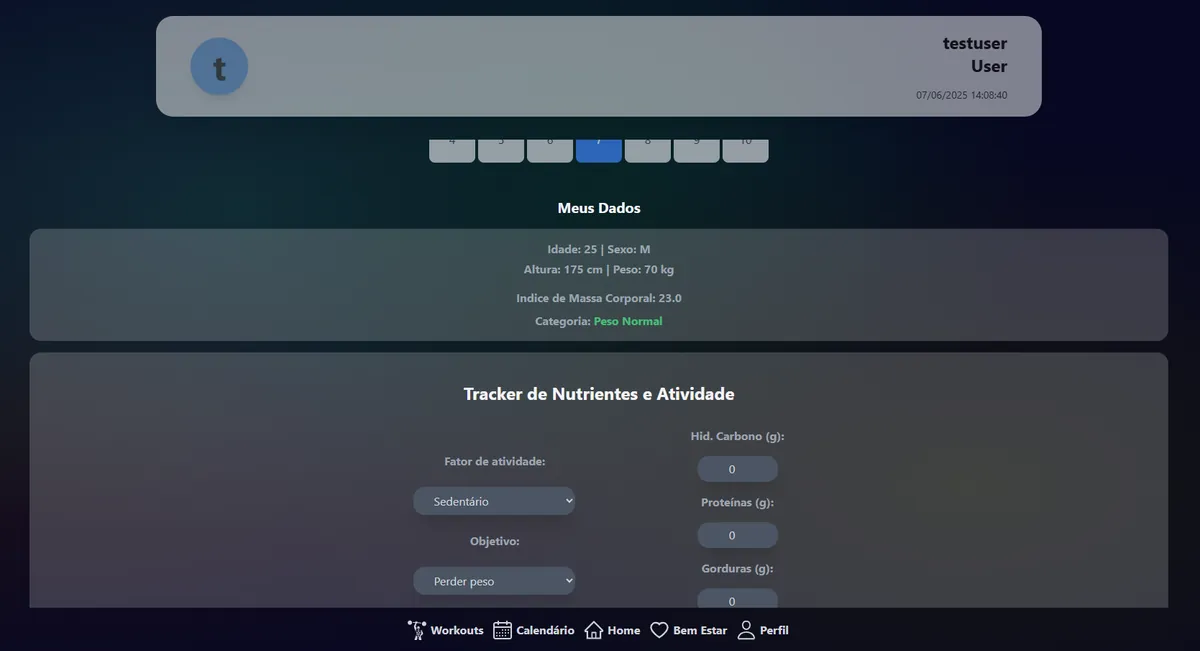 t
testuser
User
07/06/2025 14:08:40
4 5 6 7 8 9 10
Meus Dados
Idade: 25 | Sexo: M
Altura: 175 cm | Peso: 70 kg
Indice de Massa Corporal: 23.0
Categoria: Peso Normal
Tracker de Nutrientes e Atividade
Fator de atividade:
Sedentário
Objetivo:
Perder peso
Hid. Carbono (g):
0
Proteínas (g):
0
Gorduras (g):
0
Workouts Calendário Home Bem Estar Perfil